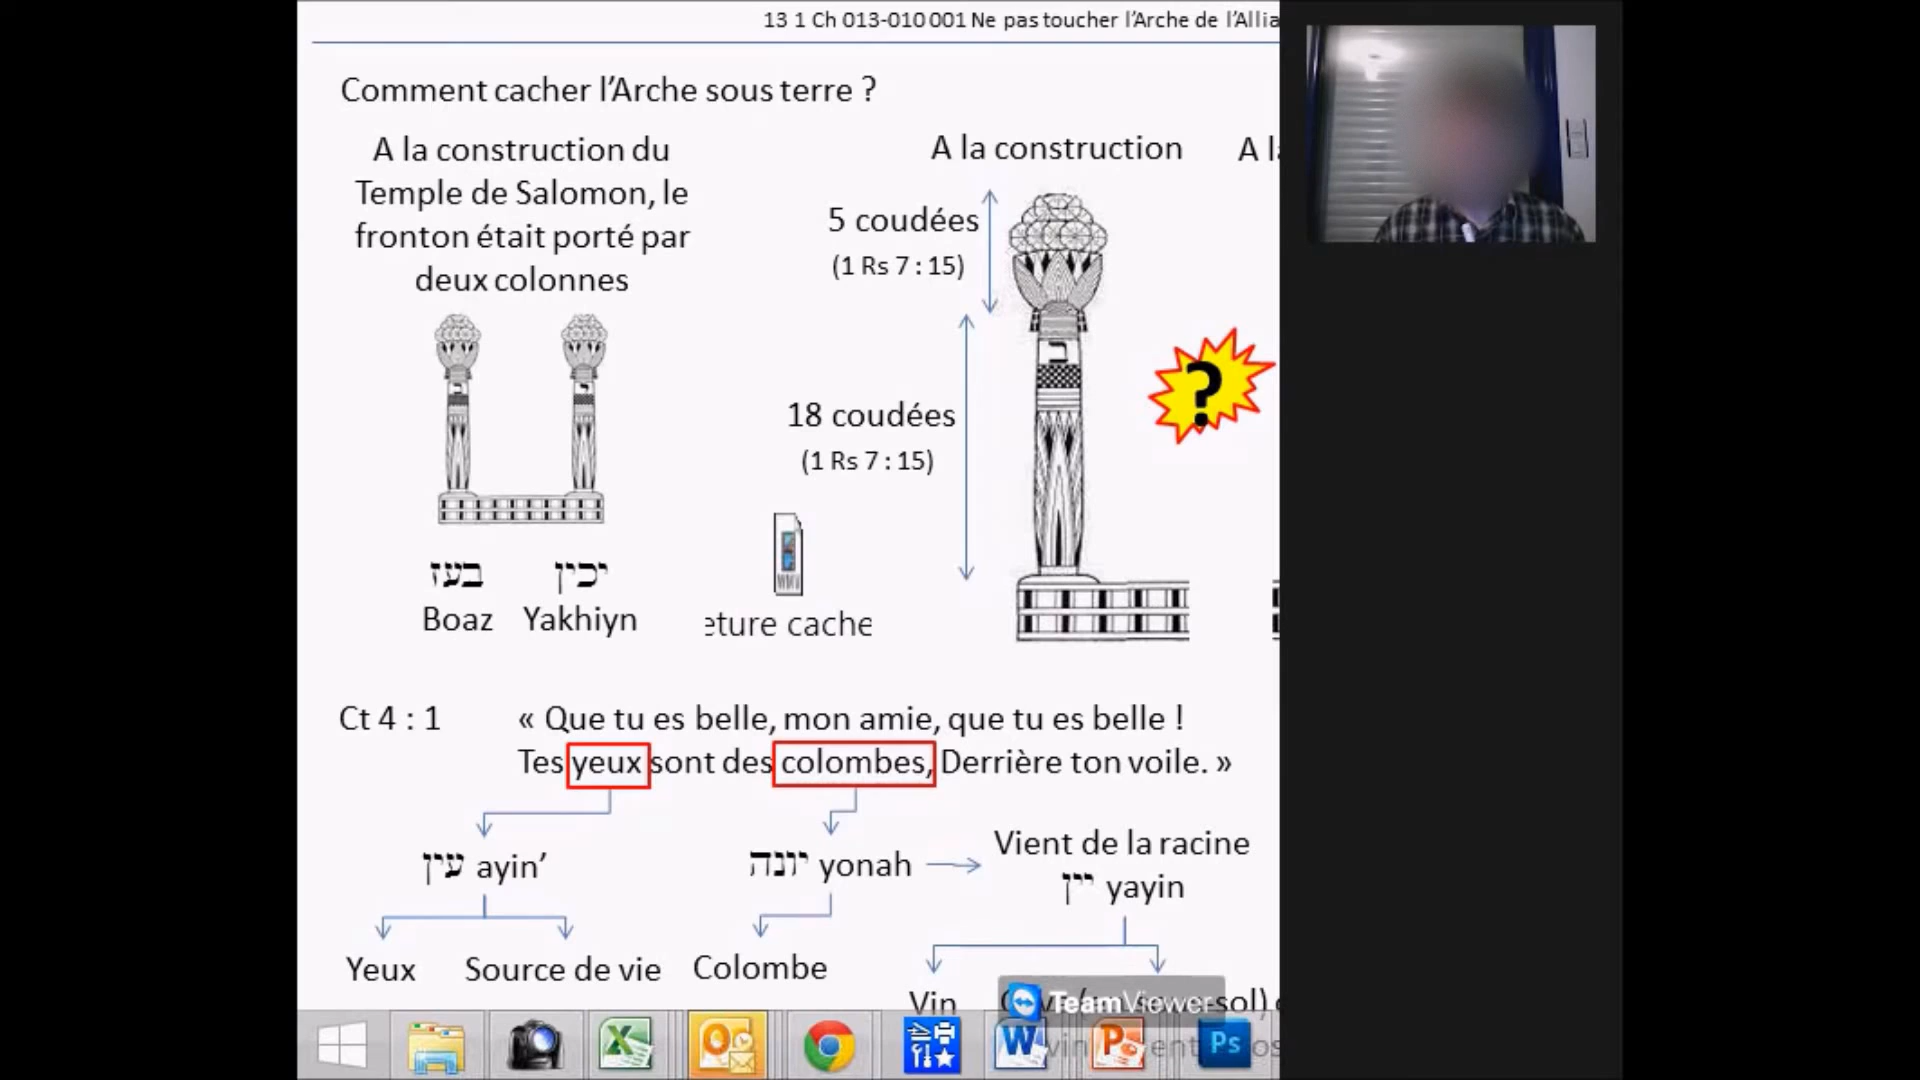 13 1 Ch 013-010 001 Ne pas toucher l’Arche de l’Allia
Comment cacher l’Arche sous terre ?
A la construction du
Temple de Salomon, le
fronton était porté par
deux colonnes
בעז
יכין
Boaz
Yakhiyn
eture cache
A la construction
5 coudées
(1 Rs 7 : 15)
18 coudées
(1 Rs 7 : 15)
ב
?
Ct 4 : 1
« Que tu es belle, mon amie, que tu es belle !
Tes yeux sont des colombes, Derrière ton voile. »
עין ayin’
יונה yonah
Vient de la racine
יין yayin
Yeux
Source de vie
Colombe
Vin
TeamViewer